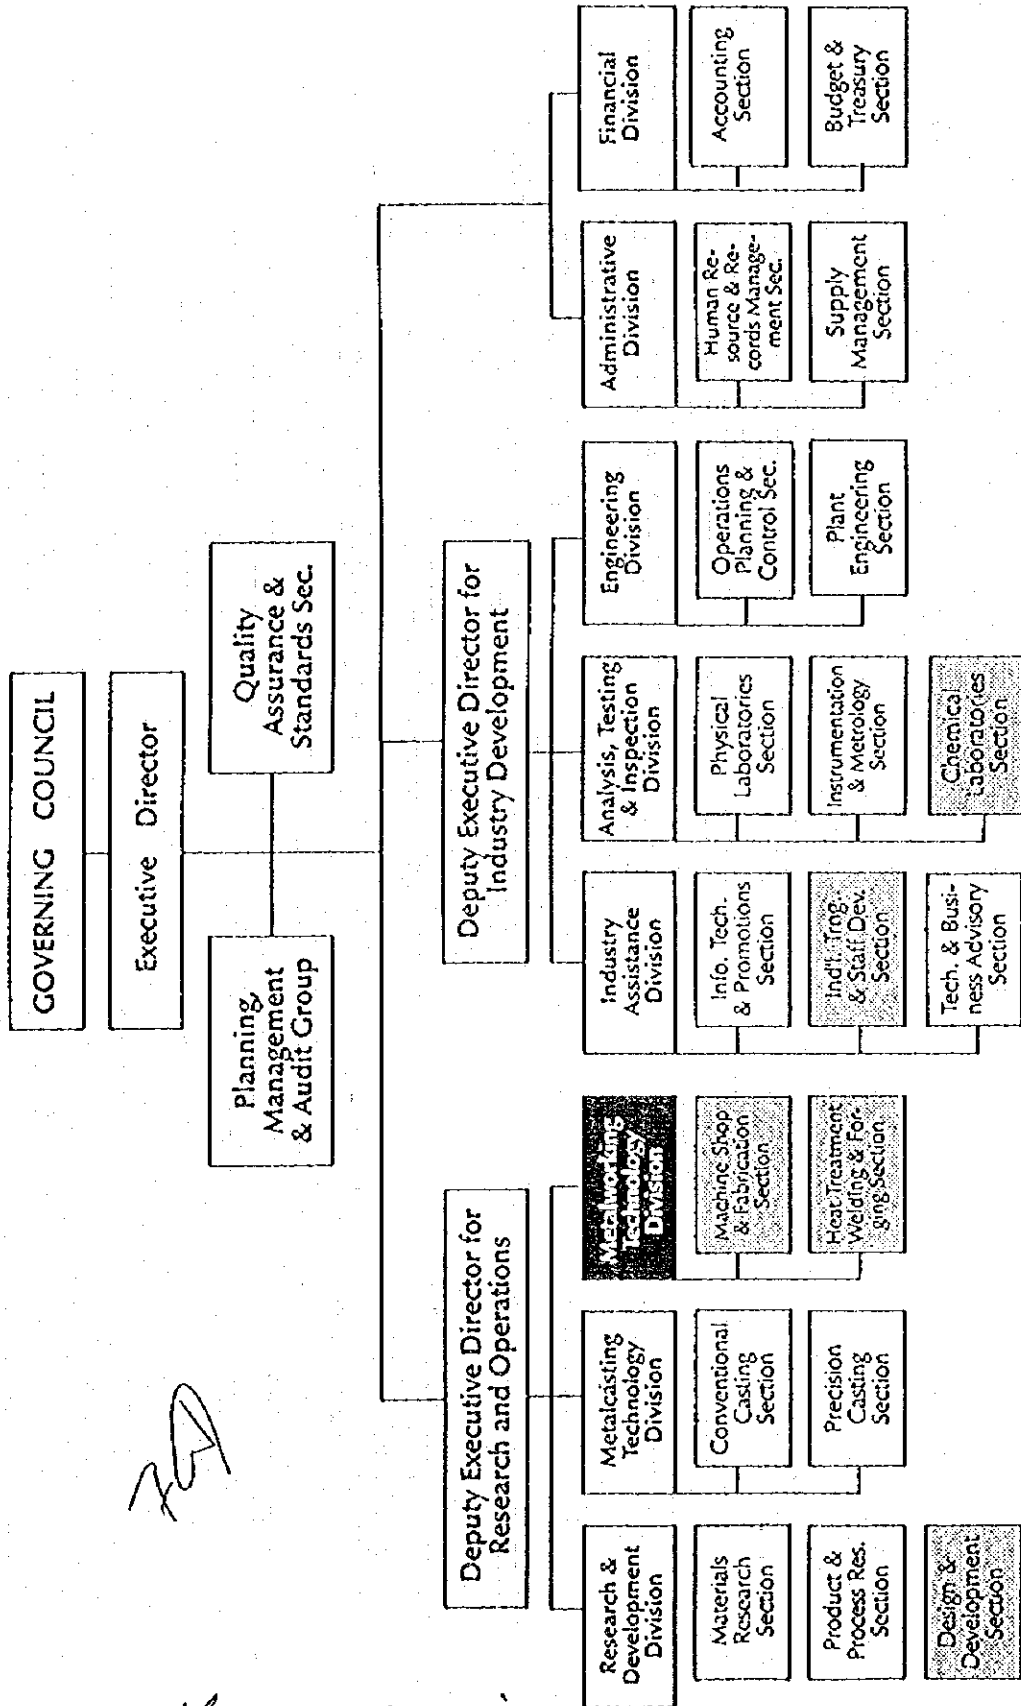 GOVERNING COUNCIL
Executive Director
Planning,
Management
& Audit Group
Quality
Assurance &
Standards Sec.
Deputy Executive Director for
Research and Operations
Deputy Executive Director for
Industry Development
Research &
Development
Division
Materials
Research
Section
Product &
Process Res.
Section
Design &
Development
Section
Metalcasting
Technology
Division
Conventional
Casting
Section
Precision
Casting
Section
Metalworking
Technology
Division
Machine Shop
& Fabrication
Section
Heat Treatment
Welding & For-
ging Section
Industry
Assistance
Division
Info. Tech.
& Promotions
Section
Ind'l. Trng.
& Staff Dev.
Section
Tech. & Busi-
ness Advisory
Section
Analysis, Testing
& Inspection
Division
Physical
Laboratories
Section
Instrumentation
& Metrology
Section
Chemical
Laboratories
Section
Engineering
Division
Operations
Planning &
Control Sec.
Plant
Engineering
Section
Administrative
Division
Human Re-
source & Re-
cords Manage-
ment Sec.
Supply
Management
Section
Financial
Division
Accounting
Section
Budget &
Treasury
Section